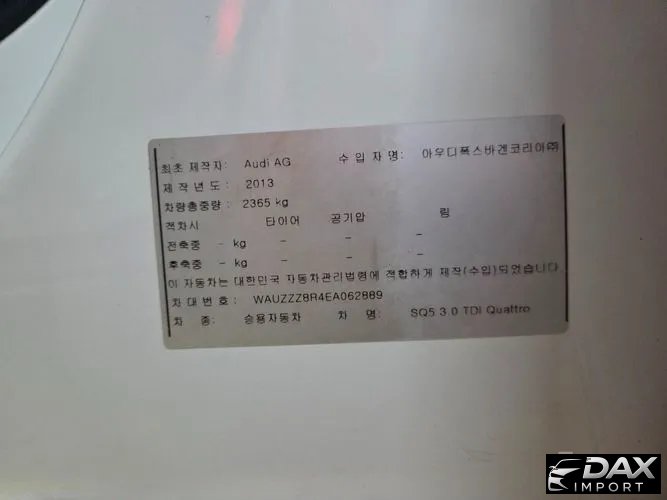 최초 제작자: Audi AG 수 입 자 명: 아우디폭스바겐코리아㈜
제 작 년 도 : 2013
차량총중량 : 2365 kg
적차시 타이어 공기압 림
전축중 - kg - - -
후축중 - kg - - -
이 자동차는 대한민국 자동차관리법령에 적합하게 제작(수입)되었습니다.
차 대 번 호 : WAUZZZ8R4EA062889
차 종: 승용자동차 차 명: SQ5 3.0 TDI Quattro
DAX
IMPORT